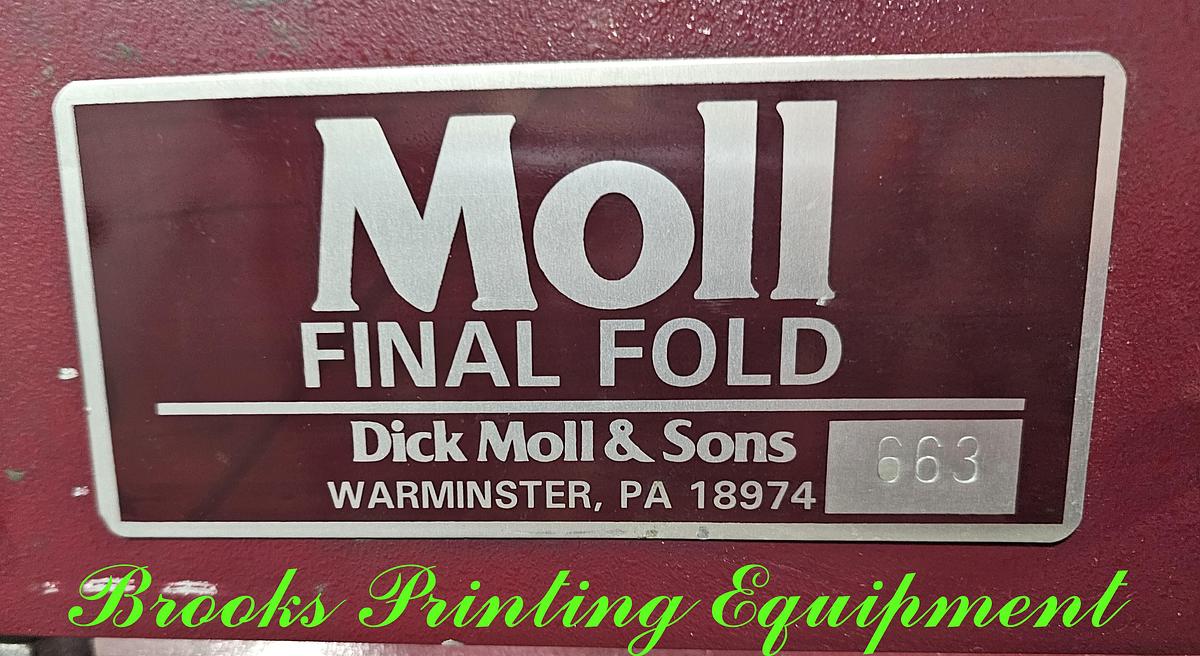 Moll
FINAL FOLD
Dick Moll & Sons
WARMINSTER, PA 18974
663
Brooks Printing Equipment